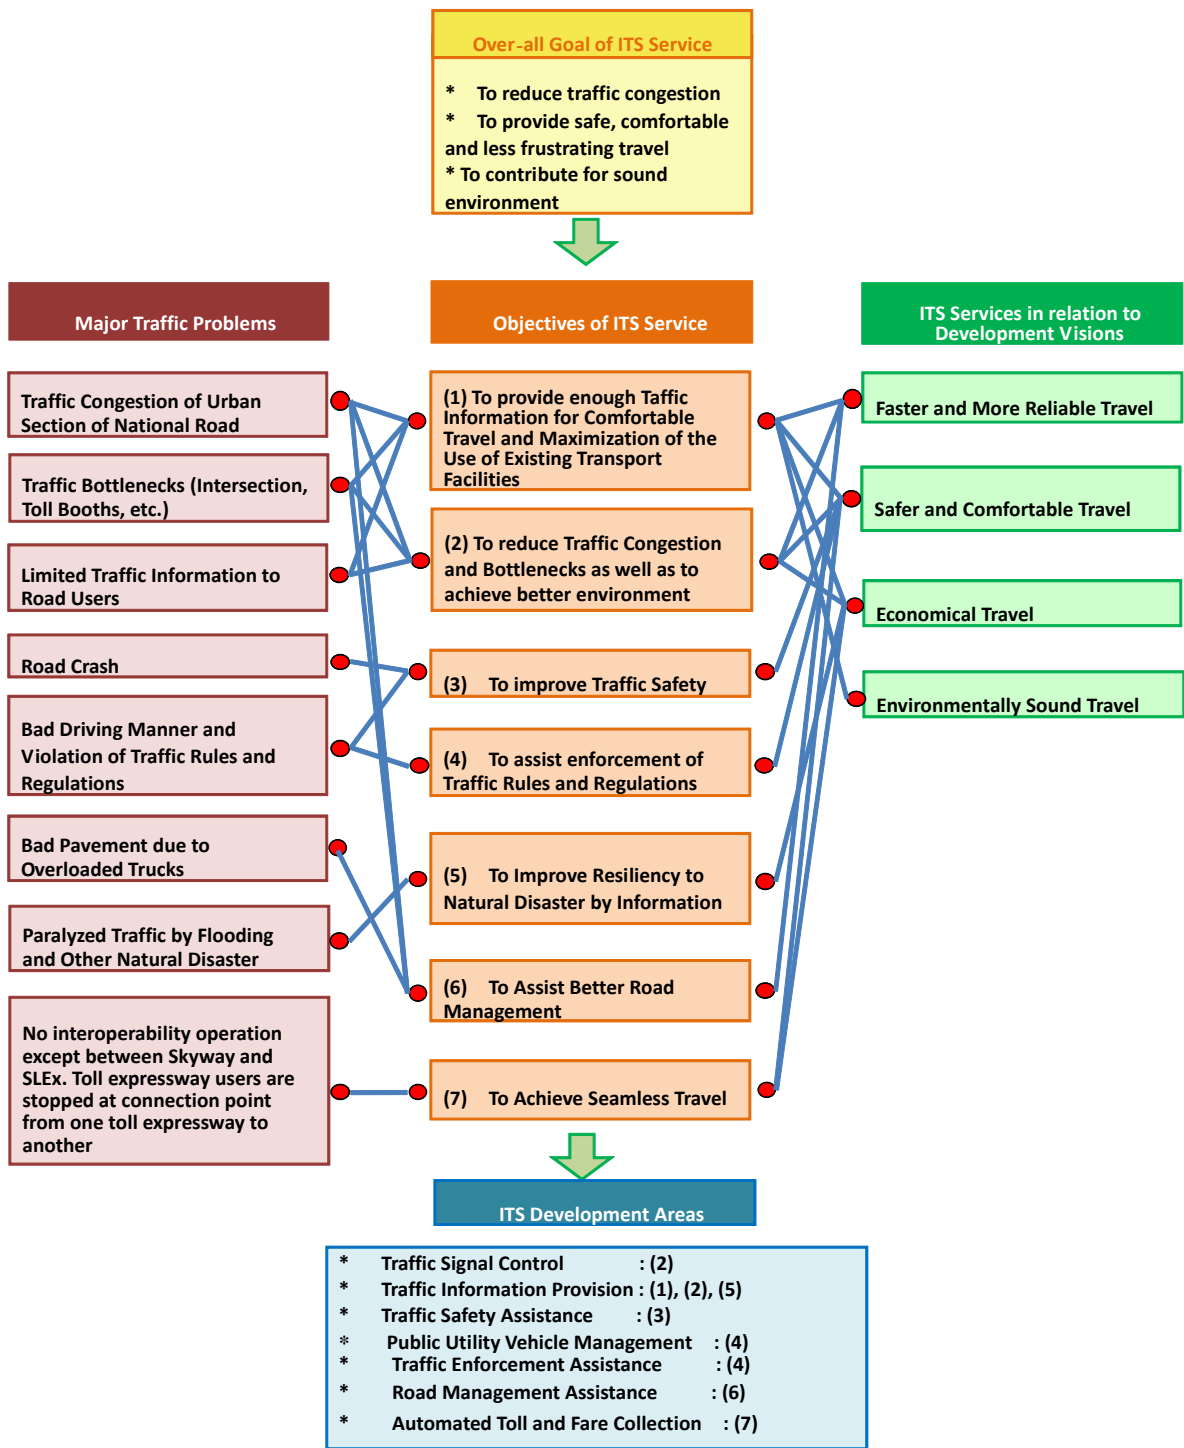 Over-all Goal of ITS Service
* To reduce traffic congestion
* To provide safe, comfortable
and less frustrating travel
* To contribute for sound
environment
Major Traffic Problems
Traffic Congestion of Urban
Section of National Road
Traffic Bottlenecks (Intersection,
Toll Booths, etc.)
Limited Traffic Information to
Road Users
Road Crash
Bad Driving Manner and
Violation of Traffic Rules and
Regulations
Bad Pavement due to
Overloaded Trucks
Paralyzed Traffic by Flooding
and Other Natural Disaster
No interoperability operation
except between Skyway and
SLEx. Toll expressway users are
stopped at connection point
from one toll expressway to
another
Objectives of ITS Service
(1) To provide enough Taffic
Information for Comfortable
Travel and Maximization of the
Use of Existing Transport
Facilities
(2) To reduce Traffic Congestion
and Bottlenecks as well as to
achieve better environment
(3) To improve Traffic Safety
(4) To assist enforcement of
Traffic Rules and Regulations
(5) To Improve Resiliency to
Natural Disaster by Information
(6) To Assist Better Road
Management
(7) To Achieve Seamless Travel
ITS Services in relation to
Development Visions
Faster and More Reliable Travel
Safer and Comfortable Travel
Economical Travel
Environmentally Sound Travel
ITS Development Areas
* Traffic Signal Control : (2)
* Traffic Information Provision : (1), (2), (5)
* Traffic Safety Assistance : (3)
* Public Utility Vehicle Management : (4)
* Traffic Enforcement Assistance : (4)
* Road Management Assistance : (6)
* Automated Toll and Fare Collection : (7)